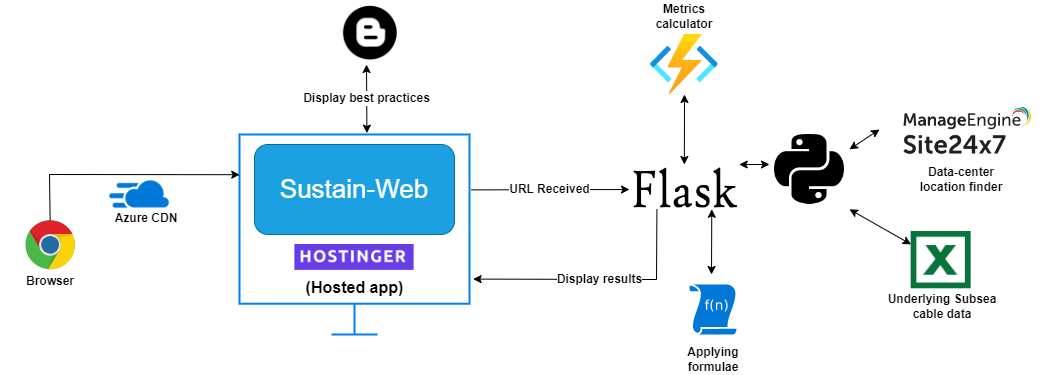 Metrics
calculator
Display best practices
ManageEngine
Site24x7
Data-center
location finder
Sustain-Web
URL Received
Flask
Azure CDN
HOSTINGER
(Hosted app)
Browser
Display results
f(n)
X
Underlying Subsea
cable data
Applying
formulae